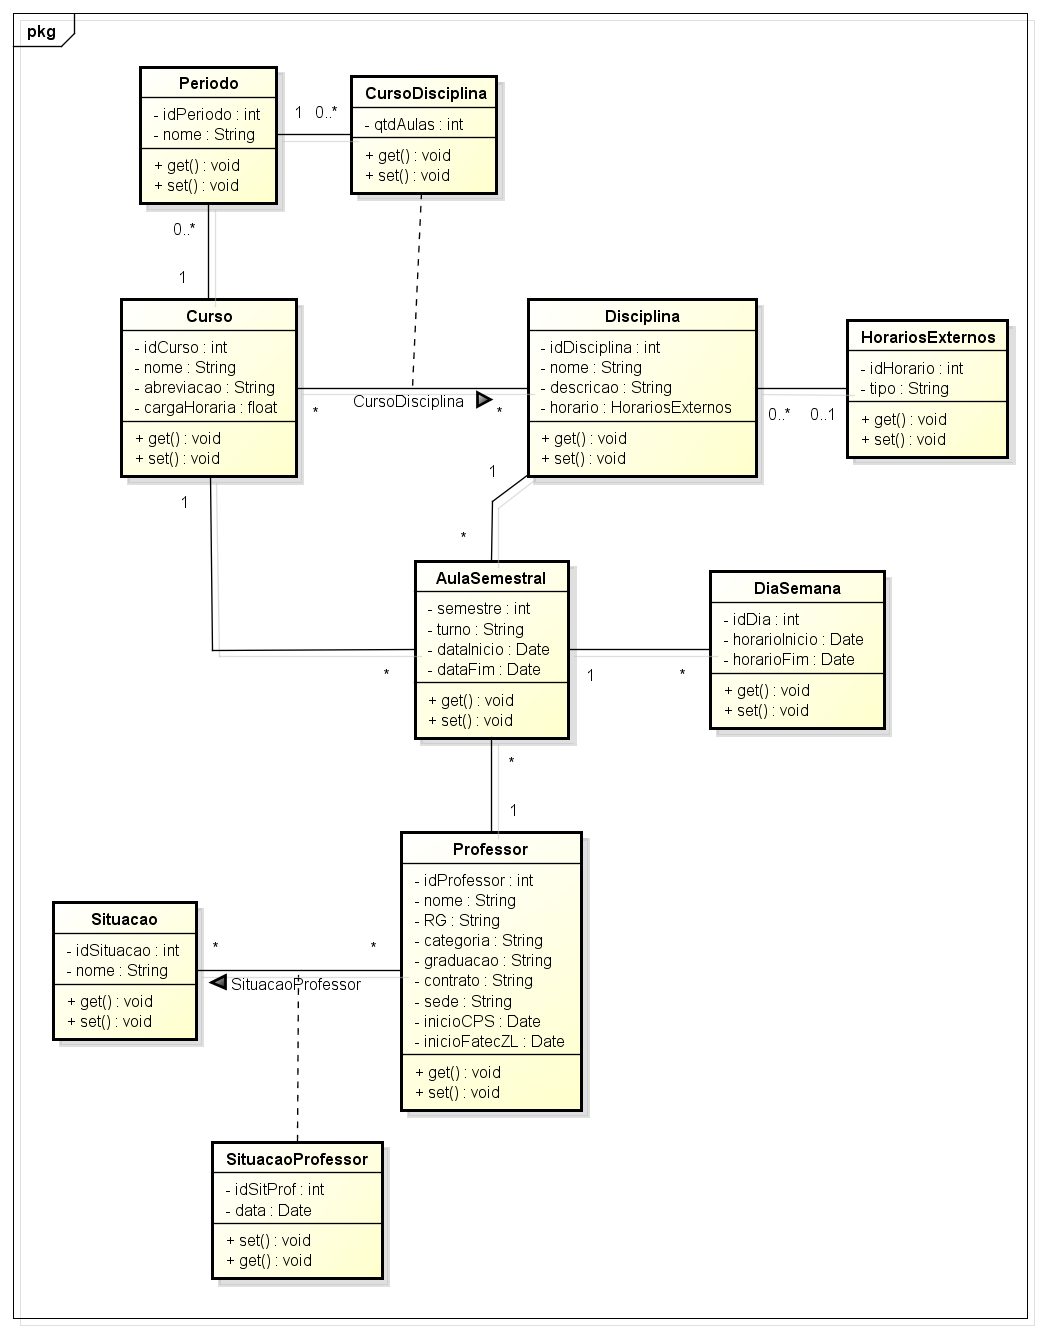 pkg
Periodo
- idPeriodo : int
- nome : String
+ get() : void
+ set() : void
1 0..*
CursoDisciplina
- qtdAulas : int
+ get() : void
+ set() : void
0..*
1
Curso
- idCurso : int
- nome : String
- abreviacao : String
- cargaHoraria : float
+ get() : void
+ set() : void
* CursoDisciplina *
Disciplina
- idDisciplina : int
- nome : String
- descricao : String
- horario : HorariosExternos
+ get() : void
+ set() : void
0..* 0..1
HorariosExternos
- idHorario : int
- tipo : String
+ get() : void
+ set() : void
1
1
*
*
AulaSemestral
- semestre : int
- turno : String
- dataInicio : Date
- dataFim : Date
+ get() : void
+ set() : void
1 *
DiaSemana
- idDia : int
- horarioInicio : Date
- horarioFim : Date
+ get() : void
+ set() : void
*
1
Professor
- idProfessor : int
- nome : String
- RG : String
- categoria : String
- graduacao : String
- contrato : String
- sede : String
- inicioCPS : Date
- inicioFatecZL : Date
+ get() : void
+ set() : void
Situacao
- idSituacao : int
- nome : String
+ get() : void
+ set() : void
* *
SituacaoProfessor
SituacaoProfessor
- idSitProf : int
- data : Date
+ set() : void
+ get() : void